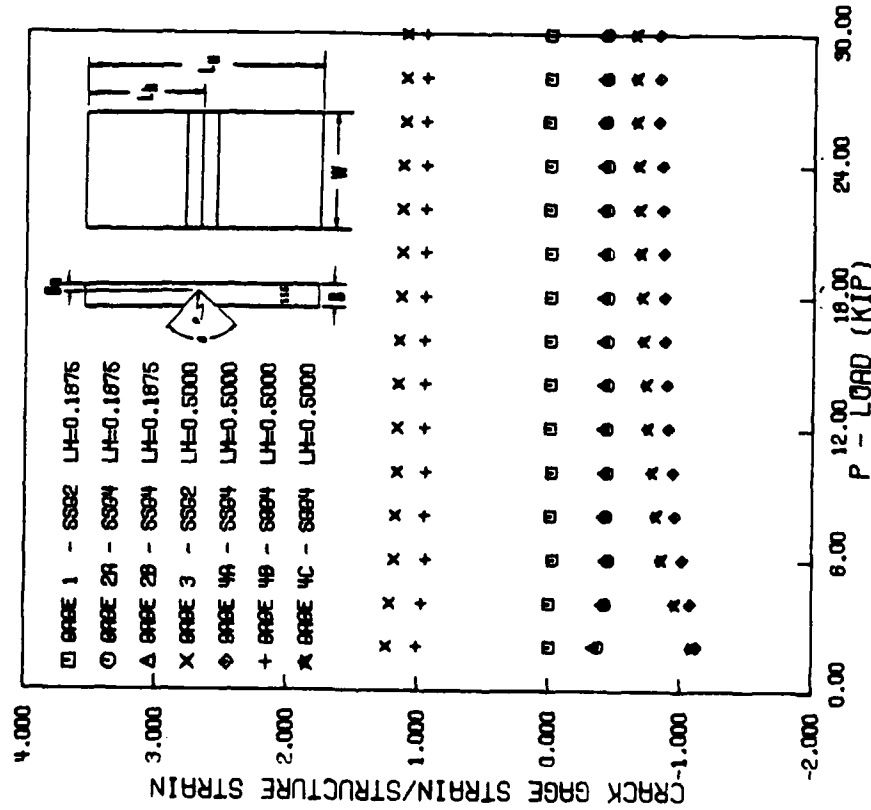 4.000
3.000
2.000
1.000
0.000
-1.000
-2.000
CRACK GAGE STRAIN/STRUCTURE STRAIN
GAGE 1 - SSG2 LH=0.1875
GAGE 2A - SSG4 LH=0.1875
GAGE 2B - SSG4 LH=0.1875
GAGE 3 - SSG2 LH=0.5000
GAGE 4A - SSG4 LH=0.5000
GAGE 4B - SGG4 LH=0.5000
GAGE 4C - SGG4 LH=0.5000
B
W
0.00
6.00
12.00
18.00
24.00
30.00
P - LOAD (KIP)